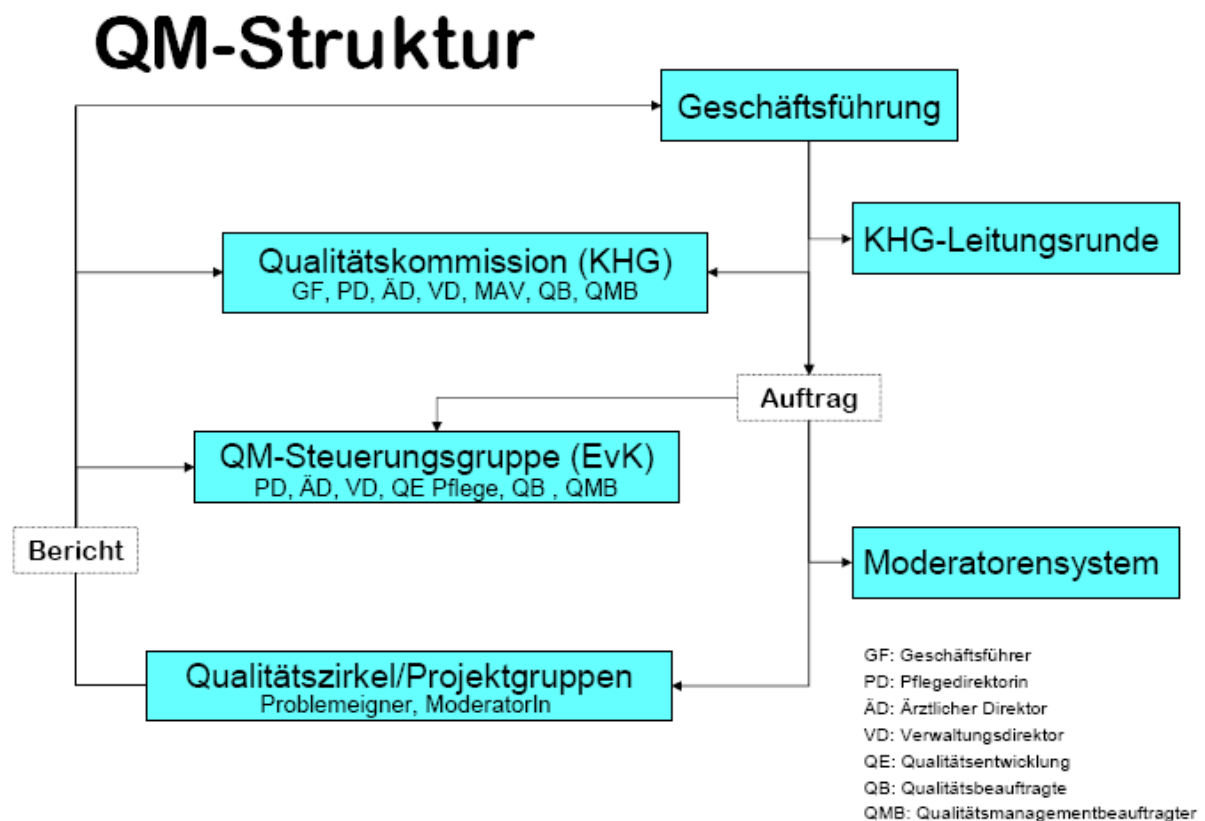 QM-Struktur
Geschäftsführung
KHG-Leitungsrunde
Qualitätskommission (KHG)
GF, PD, ÄD, VD, MAV, QB, QMB
Auftrag
QM-Steuerungsgruppe (EvK)
PD, ÄD, VD, QE Pflege, QB , QMB
Bericht
Moderatorensystem
Qualitätszirkel/Projektgruppen
Problemeigner, ModeratorIn
GF: Geschäftsführer
PD: Pflegedirektorin
ÄD: Ärztlicher Direktor
VD: Verwaltungsdirektor
QE: Qualitätsentwicklung
QB: Qualitätsbeauftragte
QMB: Qualitätsmanagementbeauftragter